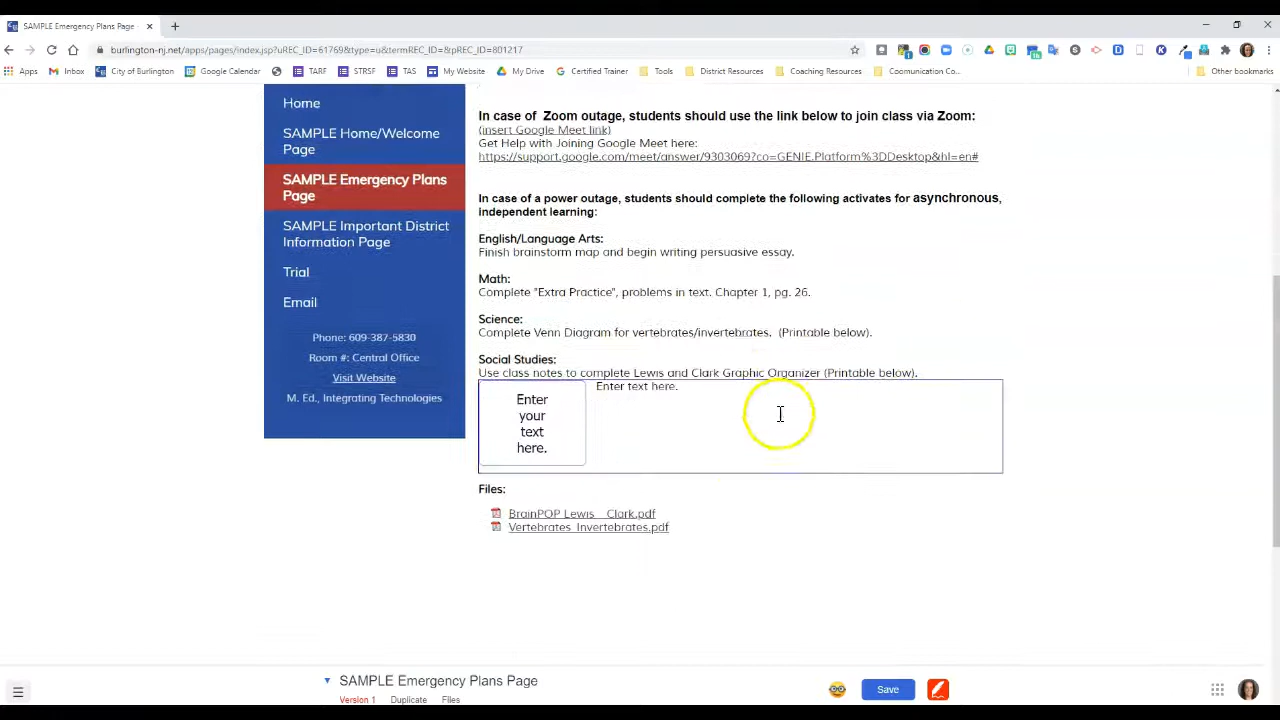 SAMPLE Emergency Plans Page
burlington-nj.net/apps/pages/index.jsp?uREC_ID=61769&type=u&termREC_ID=&pREC_ID=801217
Apps Inbox City of Burlington Google Calendar TARF STRSF TAS My Website My Drive Certified Trainer Tools District Resources Coaching Resources Coomunication Co... Other bookmarks
Home
SAMPLE Home/Welcome
Page
SAMPLE Emergency Plans
Page
SAMPLE Important District
Information Page
Trial
Email
Phone: 609-387-5830
Room #: Central Office
Visit Website
M. Ed., Integrating Technologies
In case of Zoom outage, students should use the link below to join class via Zoom:
(insert Google Meet link)
Get Help with Joining Google Meet here:
https://support.google.com/meet/answer/9303069?co=GENIE.Platform%3DDesktop&hl=en#
In case of a power outage, students should complete the following activates for asynchronous,
independent learning:
English/Language Arts:
Finish brainstorm map and begin writing persuasive essay.
Math:
Complete "Extra Practice", problems in text. Chapter 1, pg. 26.
Science:
Complete Venn Diagram for vertebrates/invertebrates. (Printable below).
Social Studies:
Use class notes to complete Lewis and Clark Graphic Organizer (Printable below).
Enter
your
text
here.
Enter text here.
Files:
BrainPOP Lewis _ Clark.pdf
Vertebrates_Invertebrates.pdf
SAMPLE Emergency Plans Page
Version 1 Duplicate Files
Save